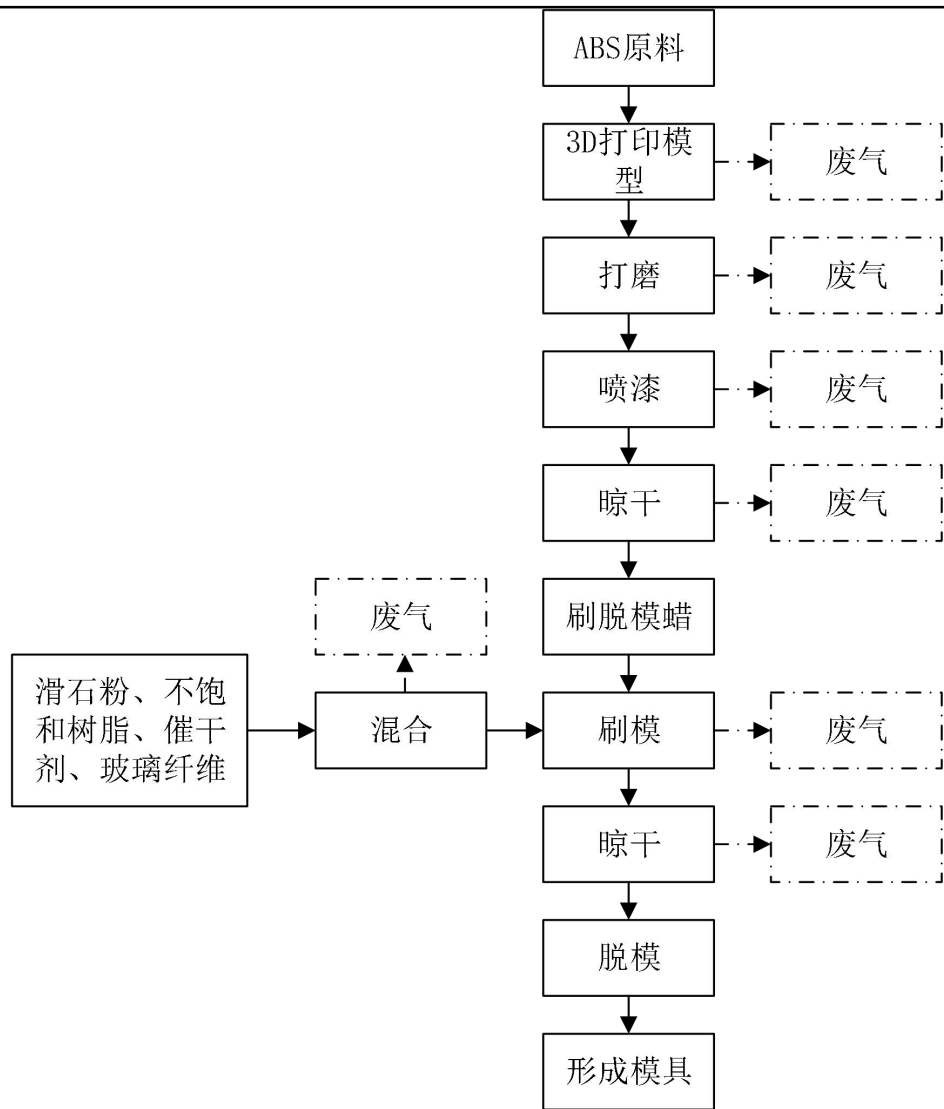 ABS原料
3D打印模
型
废气
打磨
废气
喷漆
废气
晾干
废气
刷脱模蜡
废气
滑石粉、不饱
和树脂、催干
剂、玻璃纤维
混合
刷模
废气
晾干
废气
脱模
形成模具